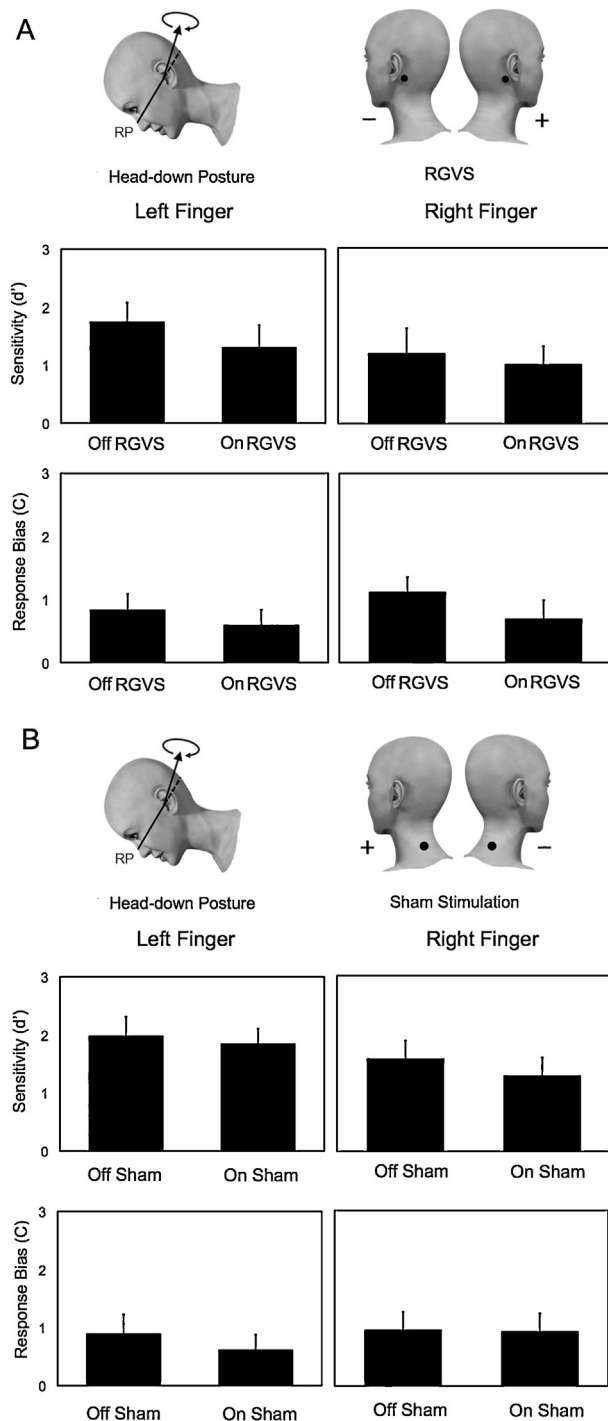 A
RP
− +
Head-down Posture RGVS
Left Finger Right Finger
Sensitivity (d')
3
2
1
0
Off RGVS On RGVS Off RGVS On RGVS
Response Bias (C)
3
2
1
0
Off RGVS On RGVS Off RGVS On RGVS
B
RP
+ −
Head-down Posture Sham Stimulation
Left Finger Right Finger
Sensitivity (d')
3
2
1
0
Off Sham On Sham Off Sham On Sham
Response Bias (C)
3
2
1
0
Off Sham On Sham Off Sham On Sham